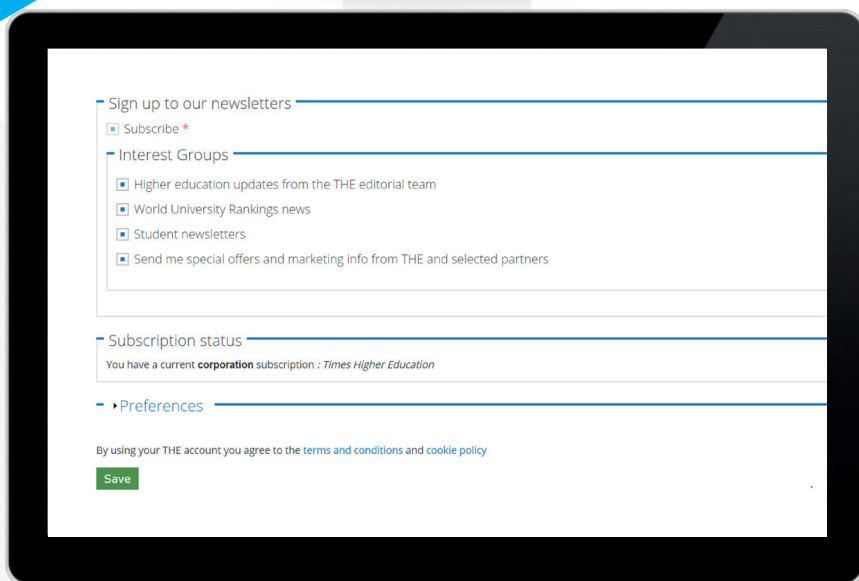 Sign up to our newsletters
Subscribe *
Interest Groups
Higher education updates from the THE editorial team
World University Rankings news
Student newsletters
Send me special offers and marketing info from THE and selected partners
Subscription status
You have a current corporation subscription : Times Higher Education
Preferences
By using your THE account you agree to the terms and conditions and cookie policy
Save